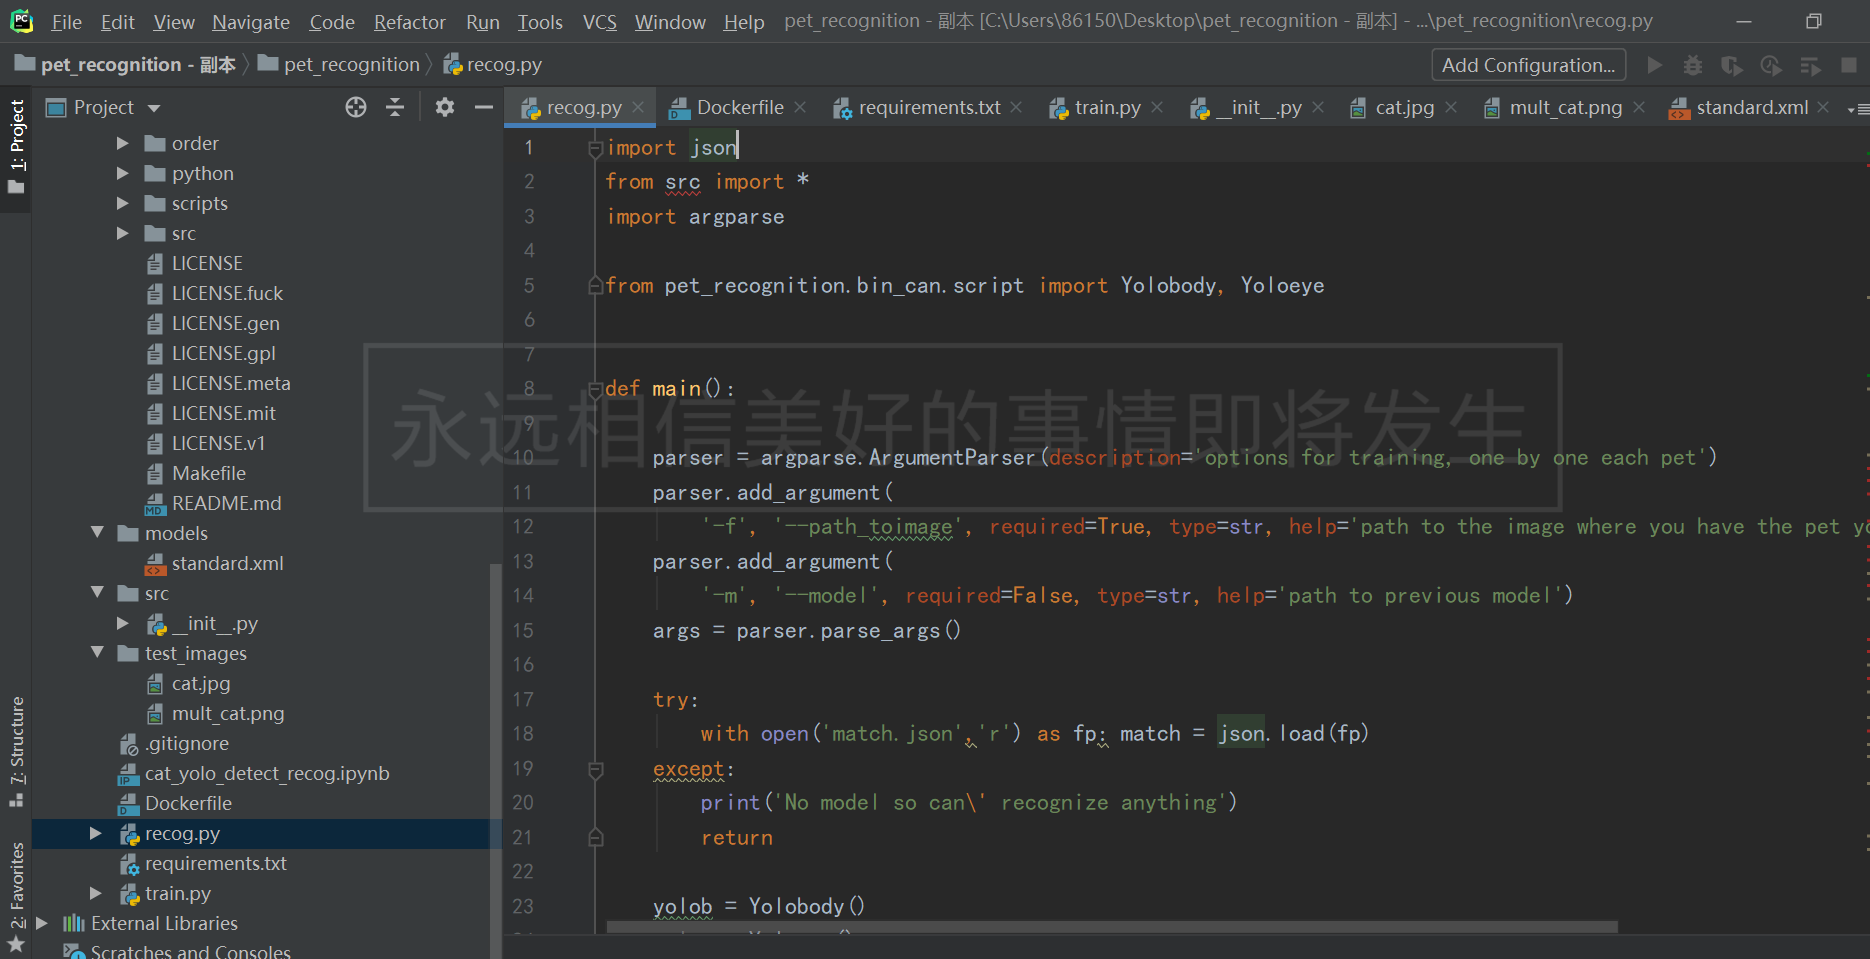 File Edit View Navigate Code Refactor Run Tools VCS Window Help pet_recognition - 副本 [C:\Users\86150\Desktop\pet_recognition - 副本] - ...\pet_recognition\recog.py
pet_recognition - 副本 pet_recognition recog.py Add Configuration...
1: Project
Project
recog.py Dockerfile requirements.txt train.py __init__.py cat.jpg mult_cat.png standard.xml
order
python
scripts
src
LICENSE
LICENSE.fuck
LICENSE.gen
LICENSE.gpl
LICENSE.meta
LICENSE.mit
LICENSE.v1
Makefile
README.md
models
standard.xml
src
__init__.py
test_images
cat.jpg
mult_cat.png
.gitignore
cat_yolo_detect_recog.ipynb
Dockerfile
recog.py
requirements.txt
train.py
External Libraries
Scratches and Consoles
7: Structure
2: Favorites
1 import json
2 from src import *
3 import argparse
4
5 from pet_recognition.bin_can.script import Yolobody, Yoloeye
6
7
8 def main():
9
永远相信美好的事情即将发生
10 parser = argparse.ArgumentParser(description='options for training, one by one each pet')
11 parser.add_argument(
12 '-f', '--path_toimage', required=True, type=str, help='path to the image where you have the pet
13 parser.add_argument(
14 '-m', '--model', required=False, type=str, help='path to previous model')
15 args = parser.parse_args()
16
17 try:
18 with open('match.json','r') as fp: match = json.load(fp)
19 except:
20 print('No model so can\' recognize anything')
21 return
22
23 yolob = Yolobody()